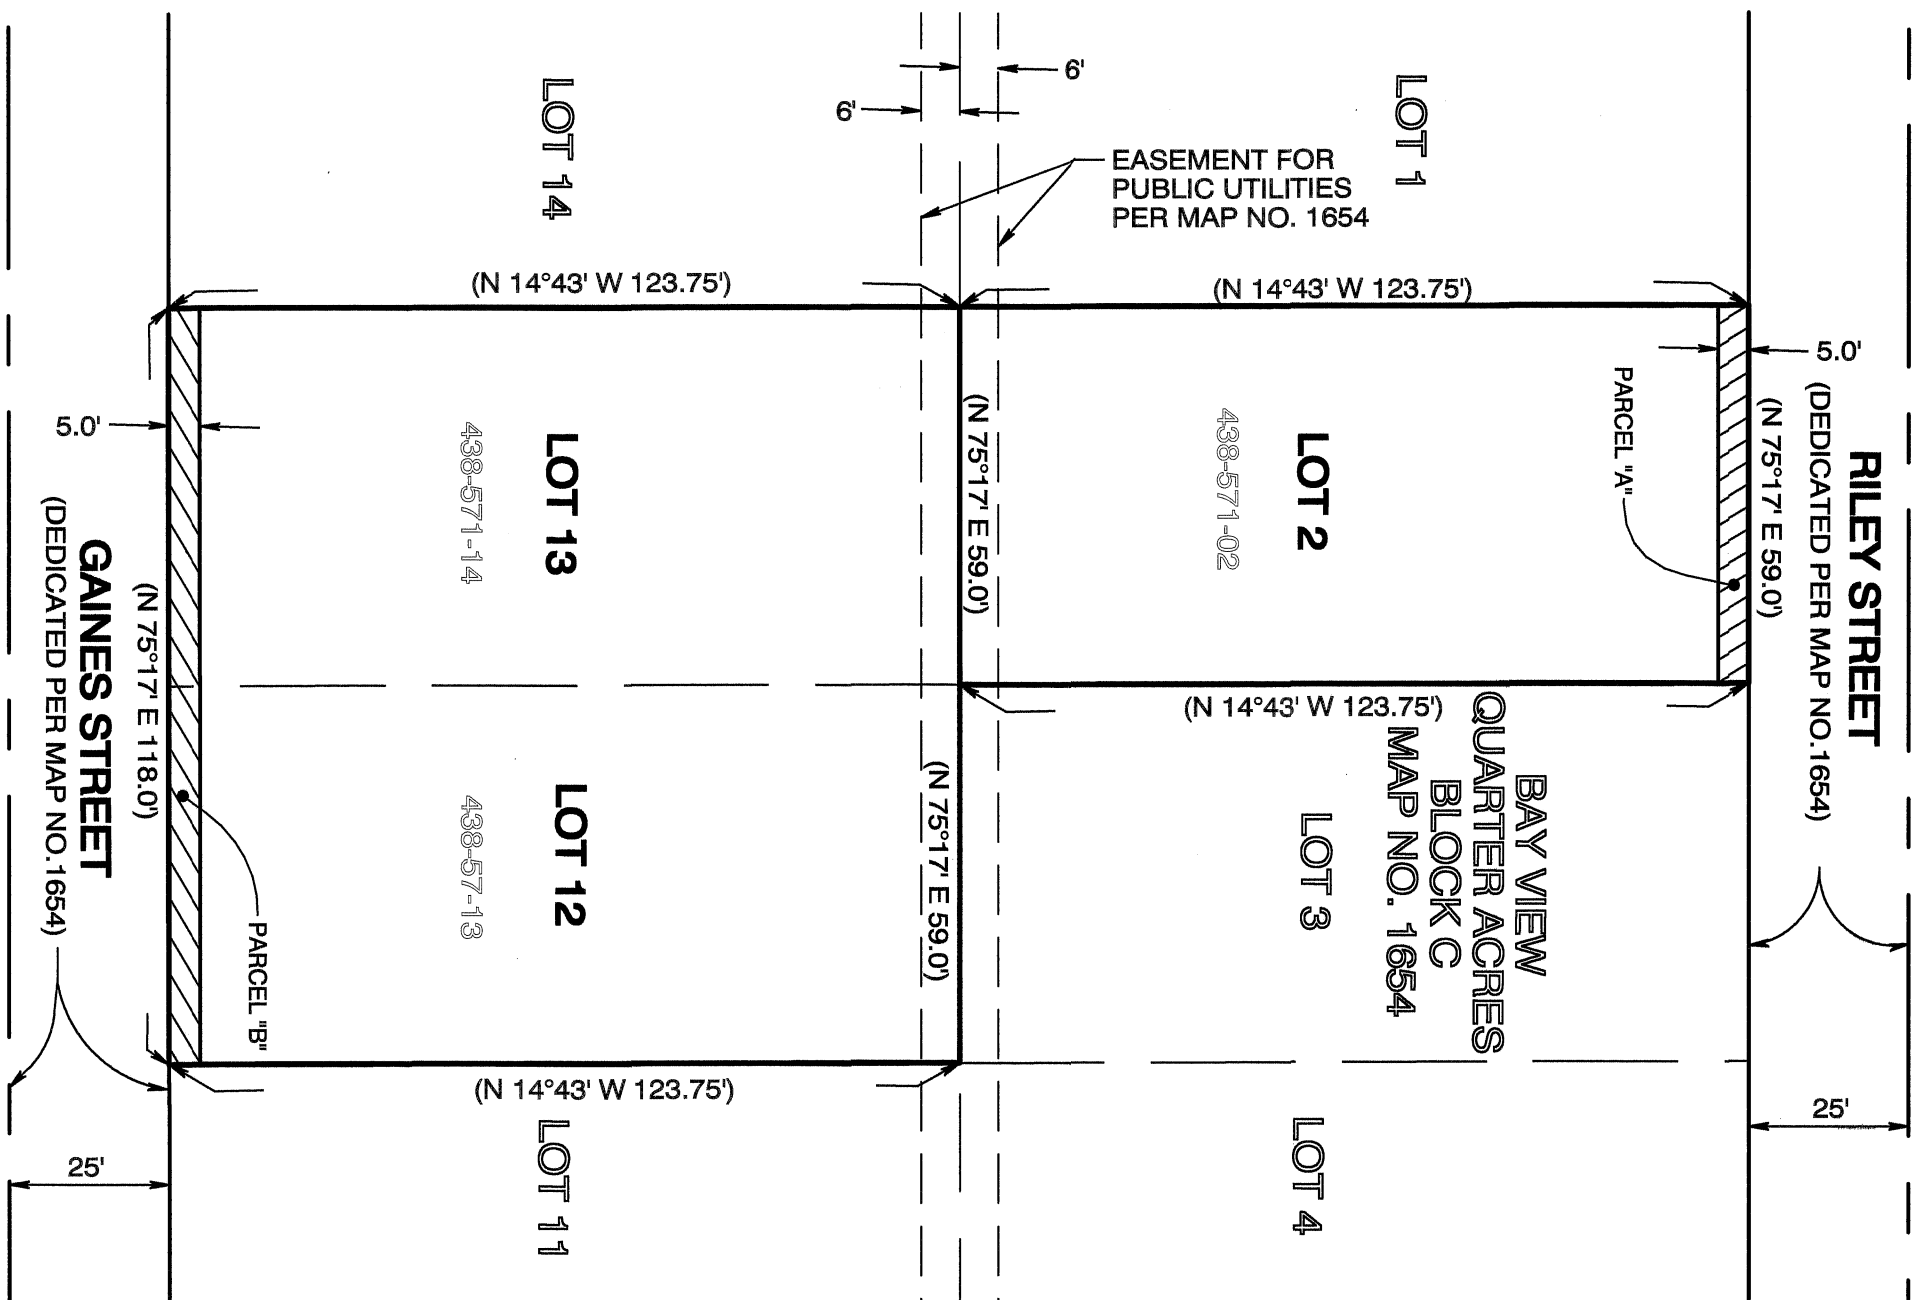 LOT 14
6'
6'
EASEMENT FOR
PUBLIC UTILITIES
PER MAP NO. 1654
LOT 1
(N 14°43' W 123.75')
(N 14°43' W 123.75')
5.0'
5.0'
LOT 13
438-571-14
(N 75°17' E 59.0')
LOT 2
438-571-02
PARCEL "A"
(N 75°17' E 59.0')
RILEY STREET
(DEDICATED PER MAP NO.1654)
GAINES STREET
(DEDICATED PER MAP NO.1654)
(N 75°17' E 118.0')
LOT 12
438-57-13
(N 75°17' E 59.0')
(N 14°43' W 123.75')
BAY VIEW
QUARTER ACRES
BLOCK C
MAP NO. 1654
LOT 3
PARCEL "B"
(N 14°43' W 123.75')
LOT 11
LOT 4
25'
25'